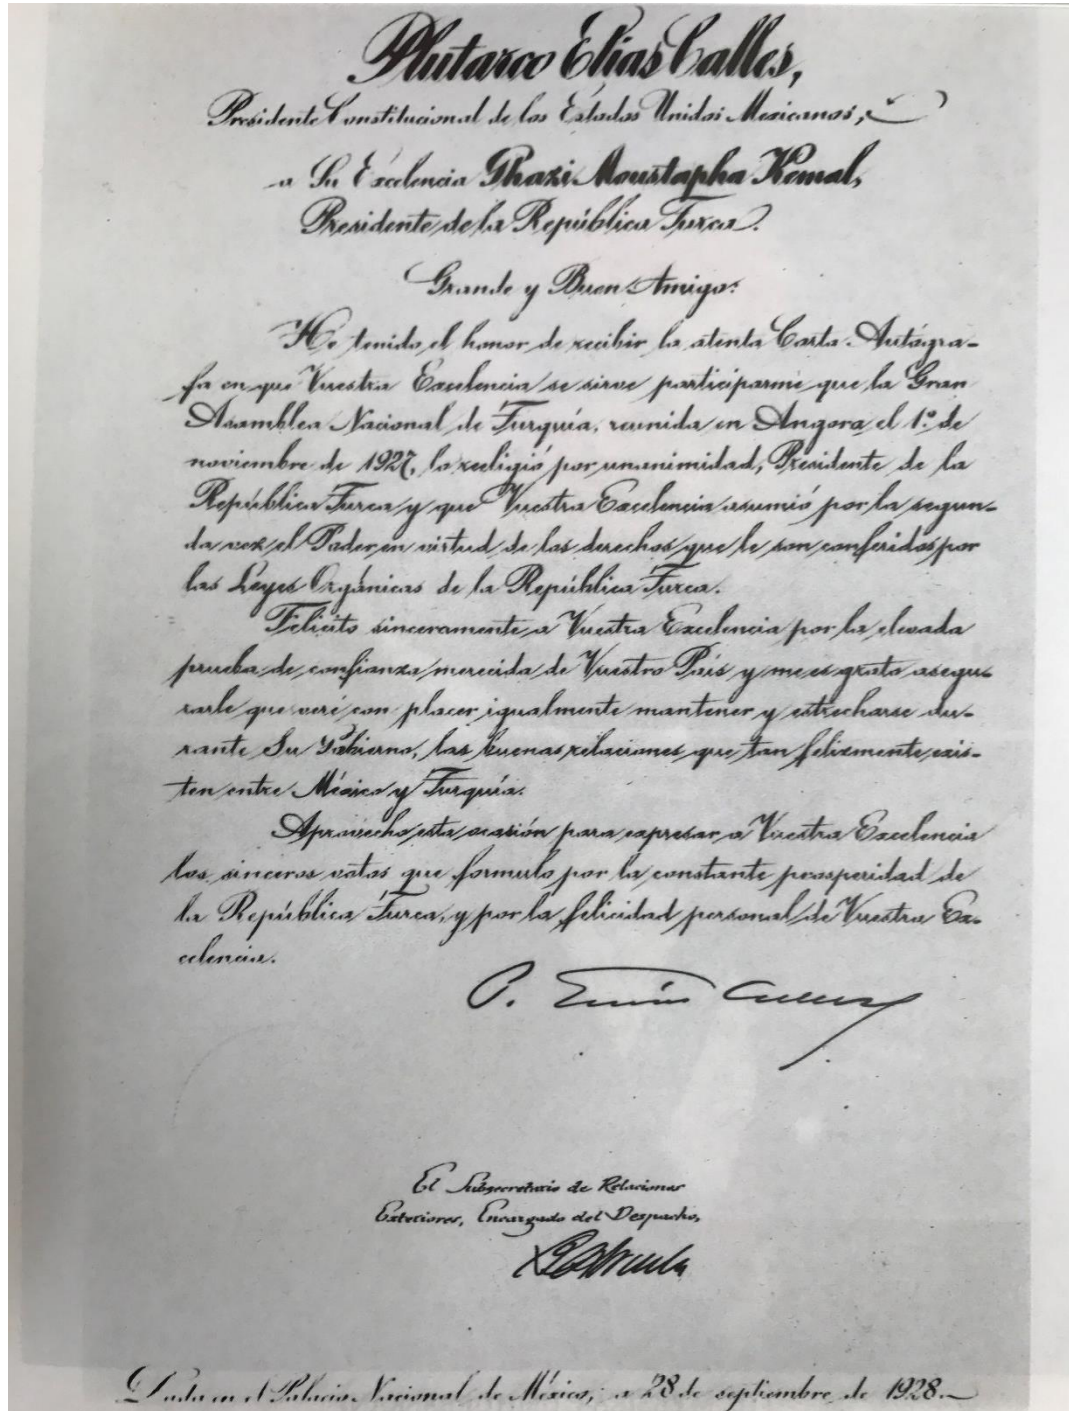 Plutarco Elías Calles,
Presidente Constitucional de los Estados Unidos Mexicanos,
a Su Excelencia Ghazi Moustapha Kemal,
Presidente de la República Turca.
Grande y Buen Amigo:
He tenido el honor de recibir la atenta Carta Autógra-
fa en que Vuestra Excelencia se sirve participarme que la Gran
Asamblea Nacional de Turquía, reunida en Angora el 1º de
noviembre de 1927, lo reeligió por unanimidad, Presidente de la
República Turca y que Vuestra Excelencia asumió por la segun-
da vez el Poder en virtud de los derechos que le son conferidos por
las Leyes Orgánicas de la República Turca.
Felicito sinceramente a Vuestra Excelencia por la elevada
prueba de confianza merecida de Vuestro País y me es grato asegu-
rarle que veré con placer igualmente mantener y estrecharse du-
rante Su Gobierno, las buenas relaciones que tan felizmente exis-
ten entre México y Turquía.
Aprovecho esta ocasión para expresar a Vuestra Excelencia
los sinceros votos que formulo por la constante prosperidad de
la República Turca, y por la felicidad personal de Vuestra Ex-
celencia.
El Subsecretario de Relaciones
Exteriores, Encargado del Despacho,
Dada en el Palacio Nacional de México, a 28 de septiembre de 1928.